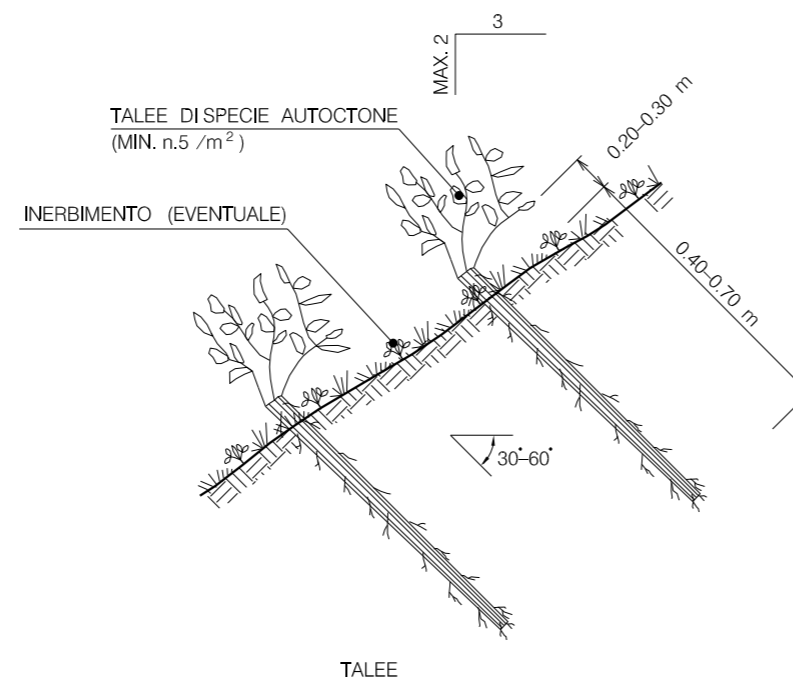 3
MAX. 2
TALEE DI SPECIE AUTOCTONE
(MIN. n.5 /m²)
0.20–0.30 m
INERBIMENTO (EVENTUALE)
0.40–0.70 m
30°–60°
TALEE